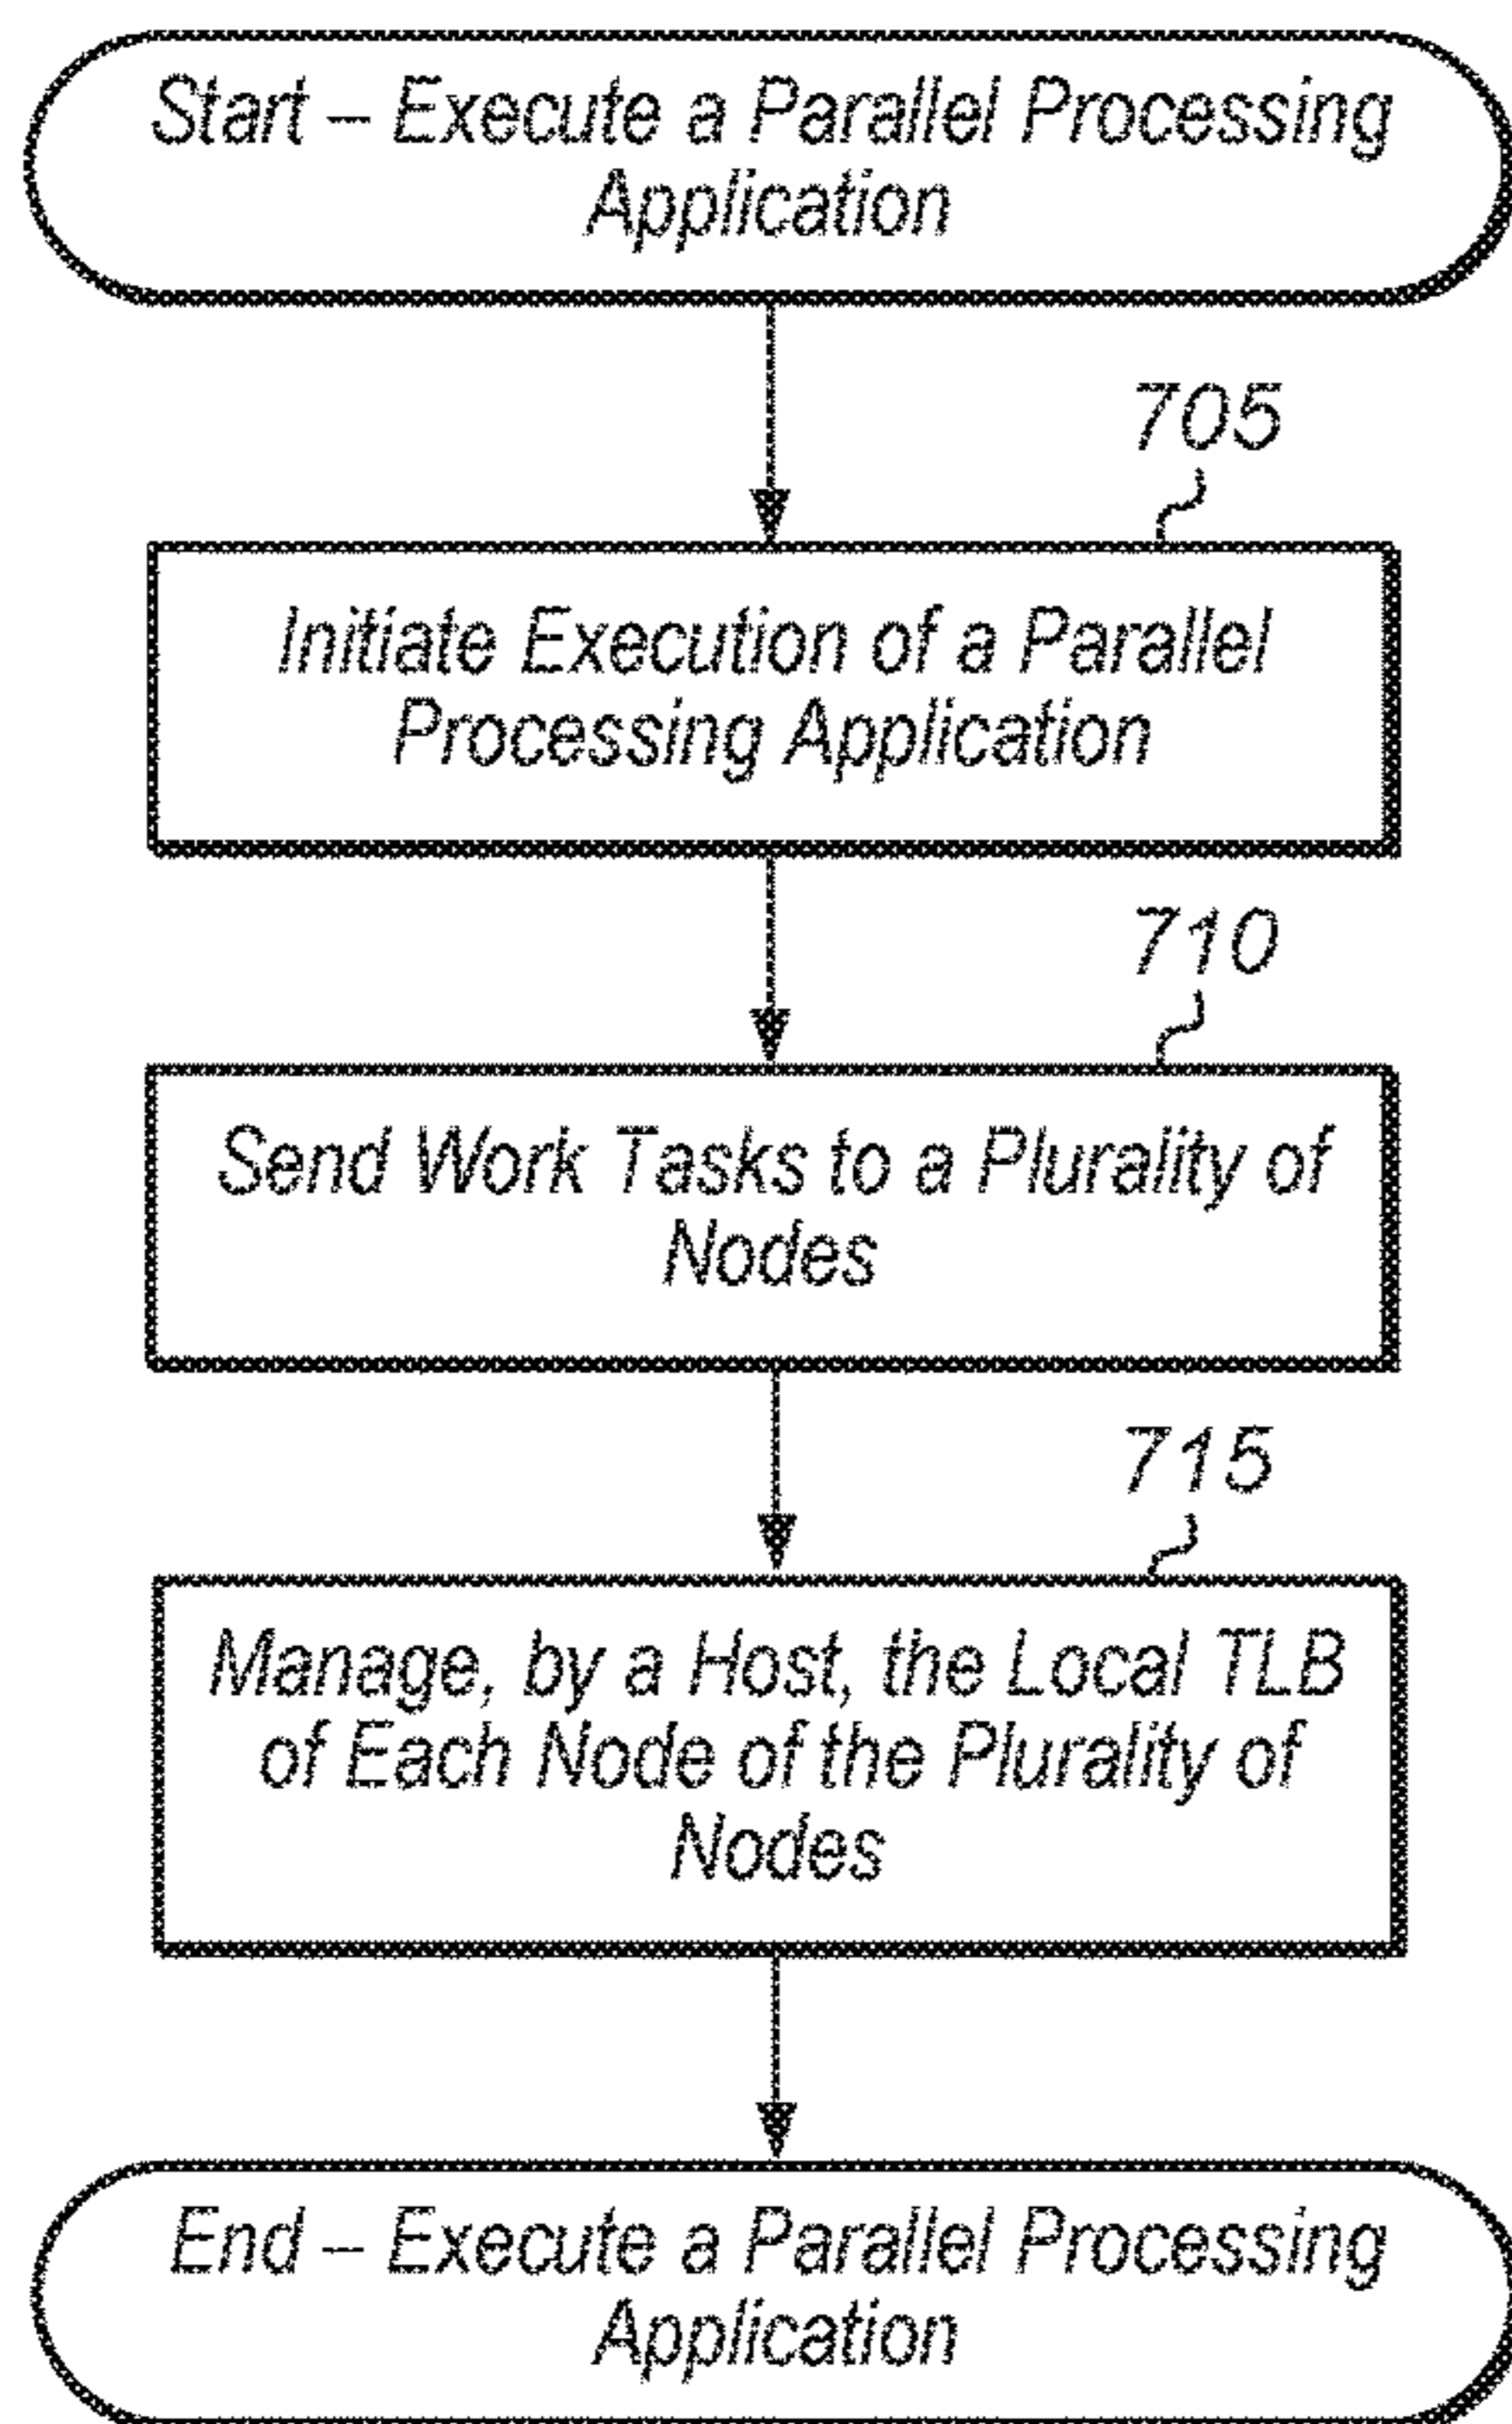 Start – Execute a Parallel Processing
Application
705
Initiate Execution of a Parallel
Processing Application
710
Send Work Tasks to a Plurality of
Nodes
715
Manage, by a Host, the Local TLB
of Each Node of the Plurality of
Nodes
End – Execute a Parallel Processing
Application